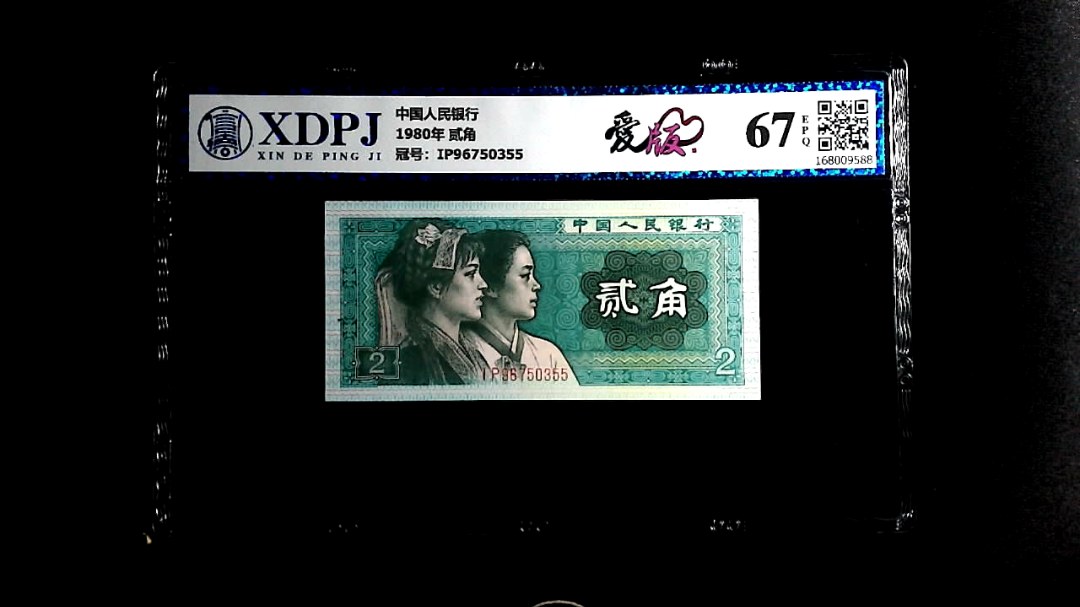 XDPJ
XIN DE PING JI
中国人民银行
1980年 贰角
冠号：IP96750355
爱版
67
EPQ
168009588
中国人民银行
贰角
2
2
IP96750355